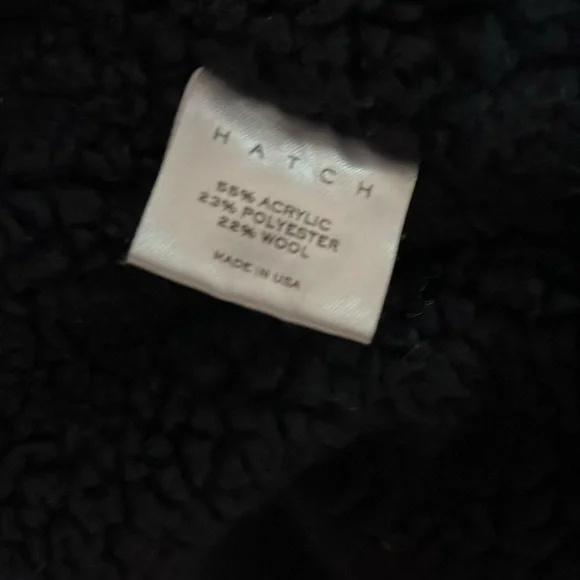 HATCH
55% ACRYLIC
23% POLYESTER
22% WOOL
MADE IN USA